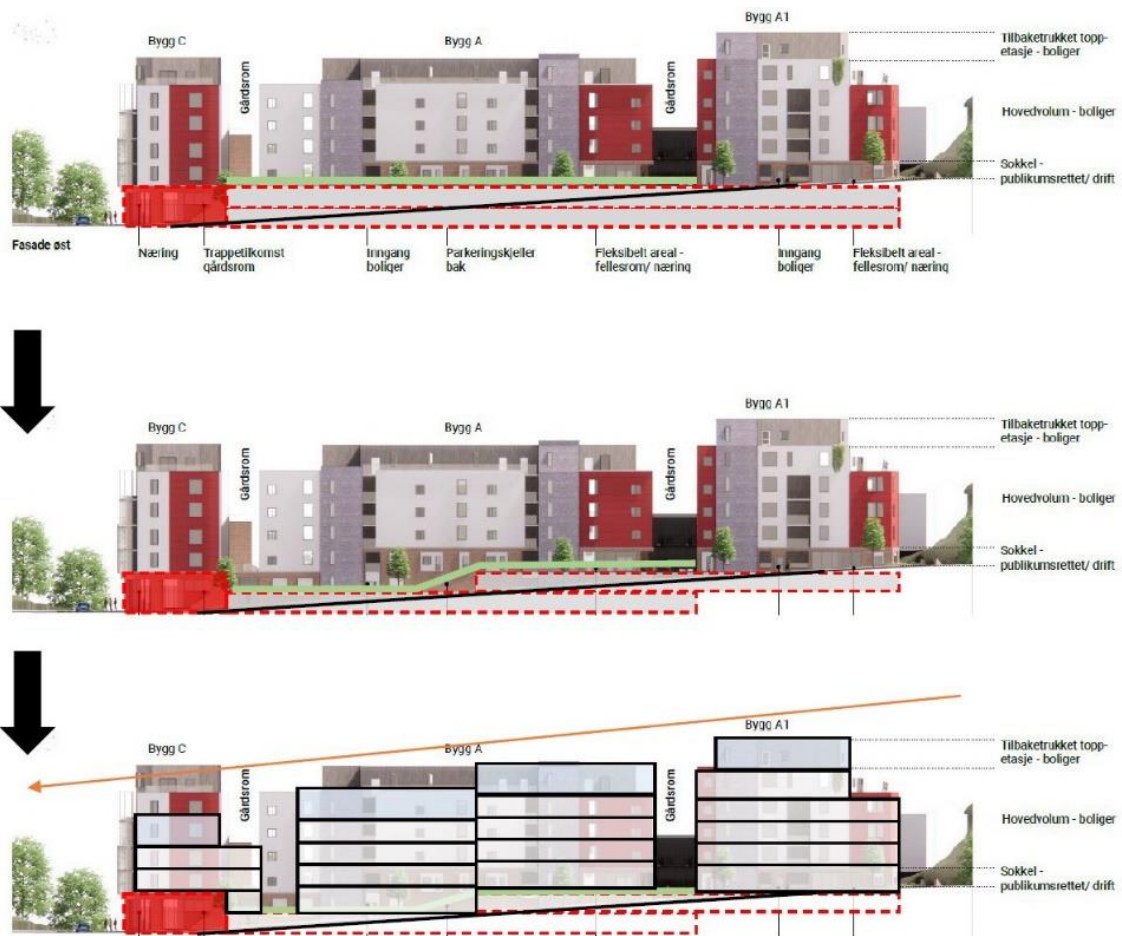 Bygg A1
Bygg C
Bygg A
Gårdsrom
Gårdsrom
Tilbaketrukket topp-
etasje - boliger
Hovedvolum - boliger
Sokkel -
publikumsrettet/ drift
Fasade øst
Næring
Trappetilkomst
gårdsrom
Inngang
boliger
Parkeringskjeller
bak
Fleksibelt areal -
fellesrom/ næring
Inngang
boliger
Fleksibelt areal -
fellesrom/ næring
Bygg A1
Bygg C
Bygg A
Gårdsrom
Gårdsrom
Tilbaketrukket topp-
etasje - boliger
Hovedvolum - boliger
Sokkel -
publikumsrettet/ drift
Bygg A1
Bygg C
Bygg A
Gårdsrom
Gårdsrom
Tilbaketrukket topp-
etasje - boliger
Hovedvolum - boliger
Sokkel -
publikumsrettet/ drift